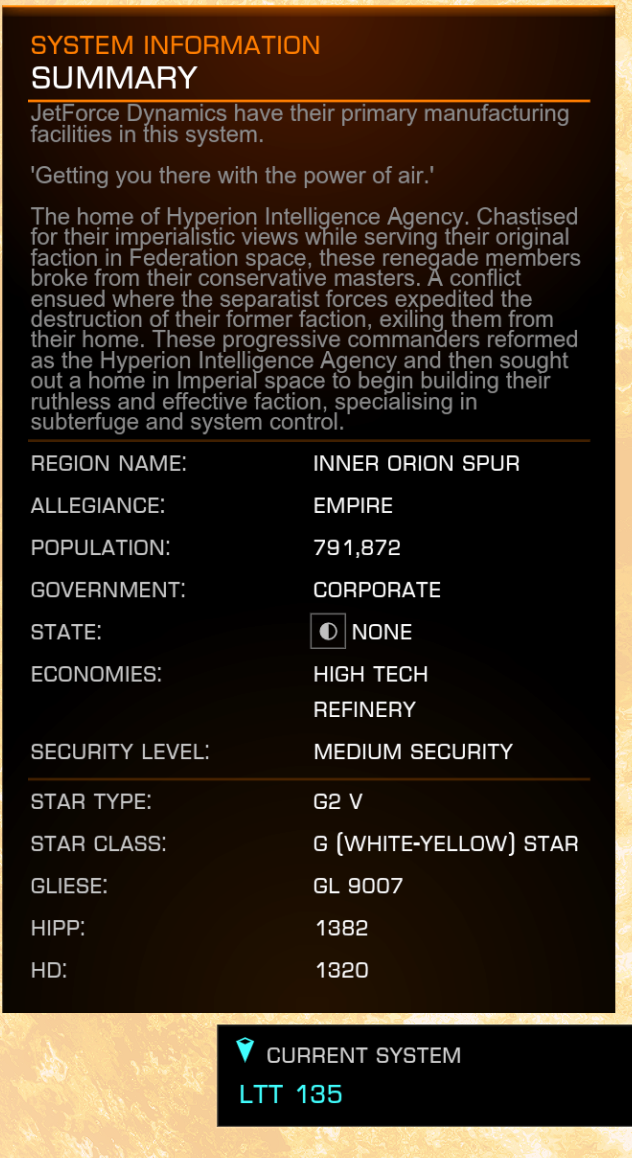 SYSTEM INFORMATION
SUMMARY
JetForce Dynamics have their primary manufacturing
facilities in this system.
'Getting you there with the power of air.'
The home of Hyperion Intelligence Agency. Chastised
for their imperialistic views while serving their original
faction in Federation space, these renegade members
broke from their conservative masters. A conflict
ensued where the separatist forces expedited the
destruction of their former faction, exiling them from
their home. These progressive commanders reformed
as the Hyperion Intelligence Agency and then sought
out a home in Imperial space to begin building their
ruthless and effective faction, specialising in
subterfuge and system control.
REGION NAME: INNER ORION SPUR
ALLEGIANCE: EMPIRE
POPULATION: 791,872
GOVERNMENT: CORPORATE
STATE: NONE
ECONOMIES: HIGH TECH
REFINERY
SECURITY LEVEL: MEDIUM SECURITY
STAR TYPE: G2 V
STAR CLASS: G (WHITE-YELLOW) STAR
GLIESE: GL 9007
HIPP: 1382
HD: 1320
CURRENT SYSTEM
LTT 135